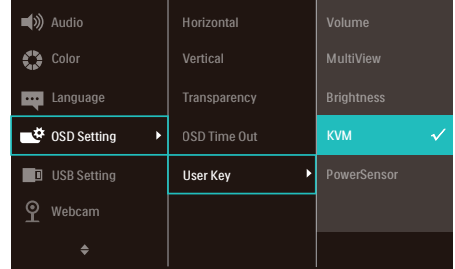 Audio
Color
Language
OSD Setting
USB Setting
Webcam
Horizontal
Vertical
Transparency
OSD Time Out
User Key
Volume
MultiView
Brightness
KVM
PowerSensor